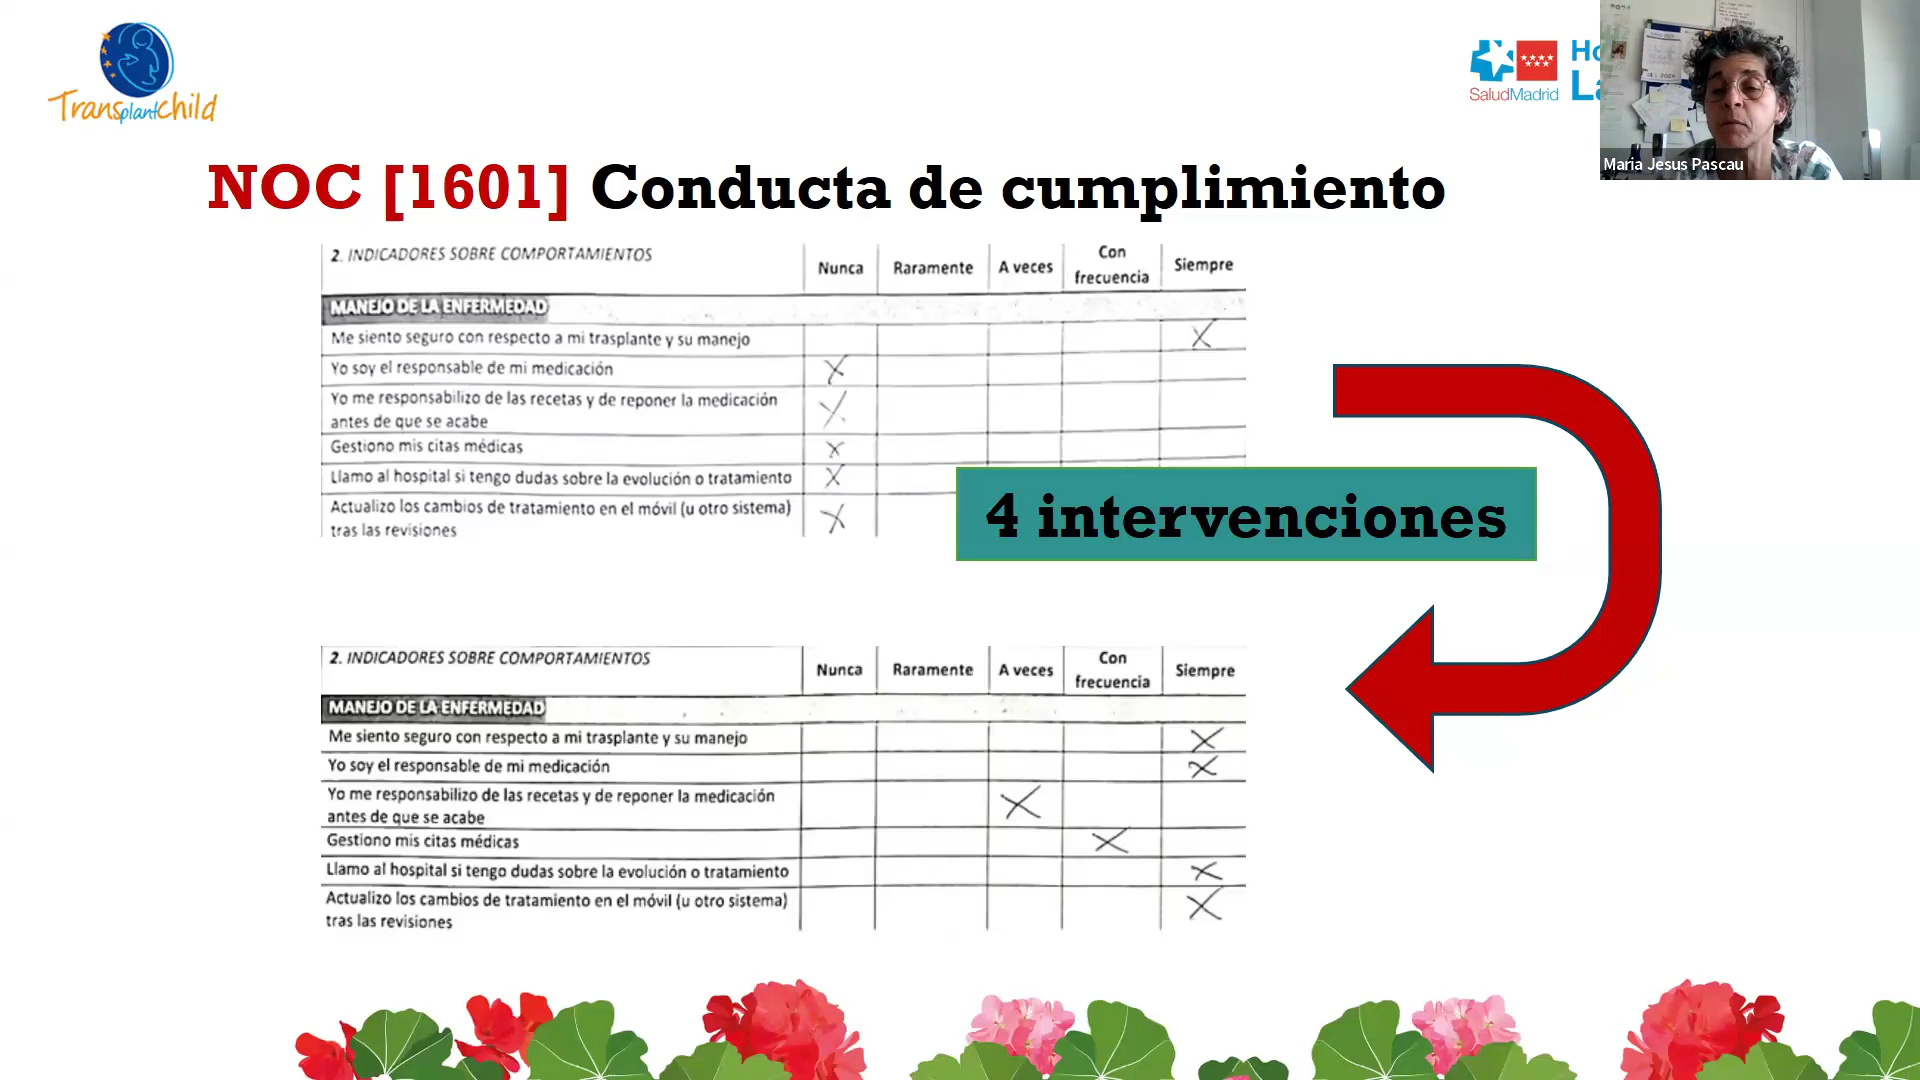 TransplantChild
SaludMadrid
Maria Jesus Pascau
NOC [1601] Conducta de cumplimiento
2. INDICADORES SOBRE COMPORTAMIENTOS
Nunca
Raramente
A veces
Con frecuencia
Siempre
MANEJO DE LA ENFERMEDAD
Me siento seguro con respecto a mi trasplante y su manejo
X
Yo soy el responsable de mi medicación
X
Yo me responsabilizo de las recetas y de reponer la medicación
antes de que se acabe
X
Gestiono mis citas médicas
X
Llamo al hospital si tengo dudas sobre la evolución o tratamiento
X
Actualizo los cambios de tratamiento en el móvil (u otro sistema)
tras las revisiones
X
4 intervenciones
2. INDICADORES SOBRE COMPORTAMIENTOS
Nunca
Raramente
A veces
Con frecuencia
Siempre
MANEJO DE LA ENFERMEDAD
Me siento seguro con respecto a mi trasplante y su manejo
X
Yo soy el responsable de mi medicación
X
Yo me responsabilizo de las recetas y de reponer la medicación
antes de que se acabe
X
Gestiono mis citas médicas
X
Llamo al hospital si tengo dudas sobre la evolución o tratamiento
X
Actualizo los cambios de tratamiento en el móvil (u otro sistema)
tras las revisiones
X